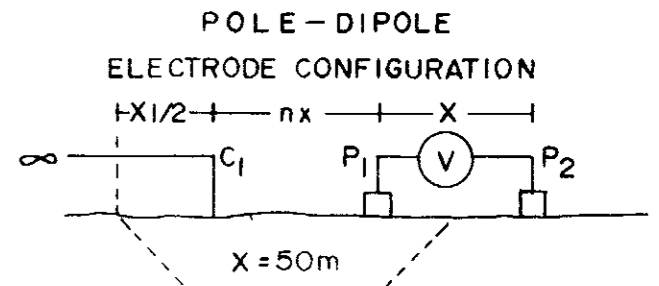 POLE-DIPOLE
ELECTRODE CONFIGURATION
X1/2 nx X
∞ C1 P1 V P2
X=50m